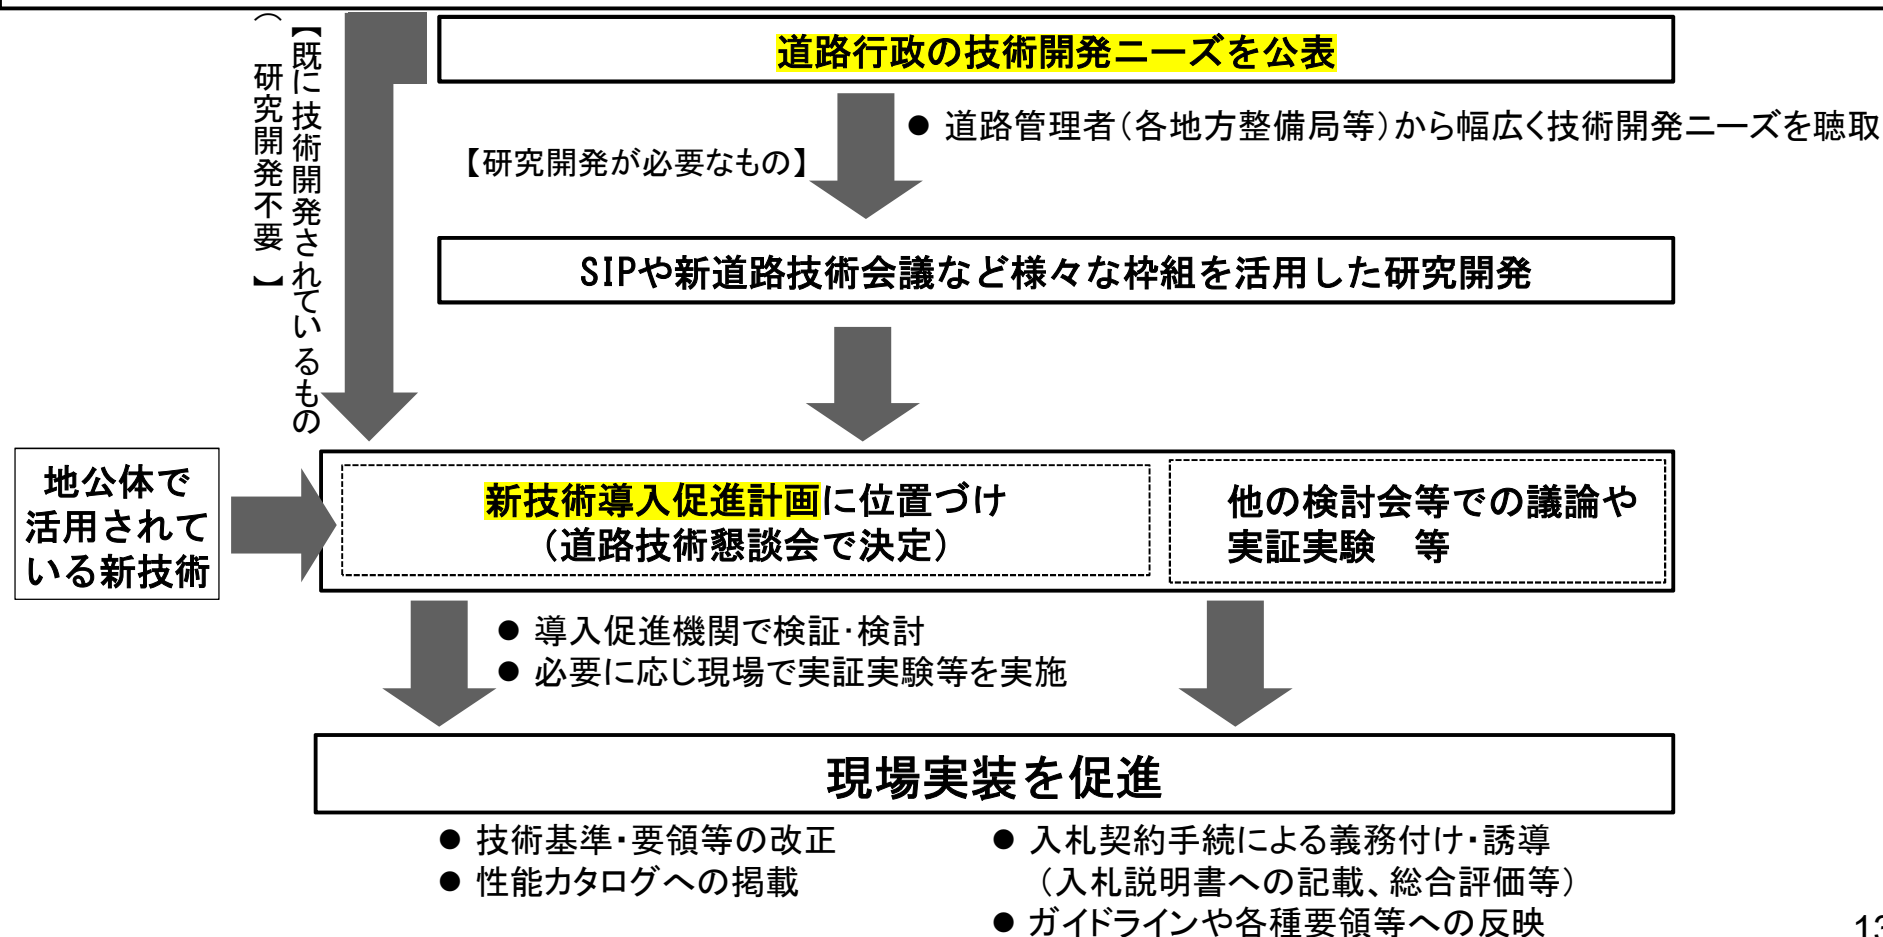 道路行政の技術開発ニーズを公表
【既に技術開発されているもの
（研究開発不要】
● 道路管理者（各地方整備局等）から幅広く技術開発ニーズを聴取
【研究開発が必要なもの】
SIPや新道路技術会議など様々な枠組を活用した研究開発
地公体で
活用されて
いる新技術
新技術導入促進計画に位置づけ
（道路技術懇談会で決定）
他の検討会等での議論や
実証実験　等
● 導入促進機関で検証・検討
● 必要に応じ現場で実証実験等を実施
現場実装を促進
● 技術基準・要領等の改正
● 性能カタログへの掲載
● 入札契約手続による義務付け・誘導
（入札説明書への記載、総合評価等）
● ガイドラインや各種要領等への反映
13